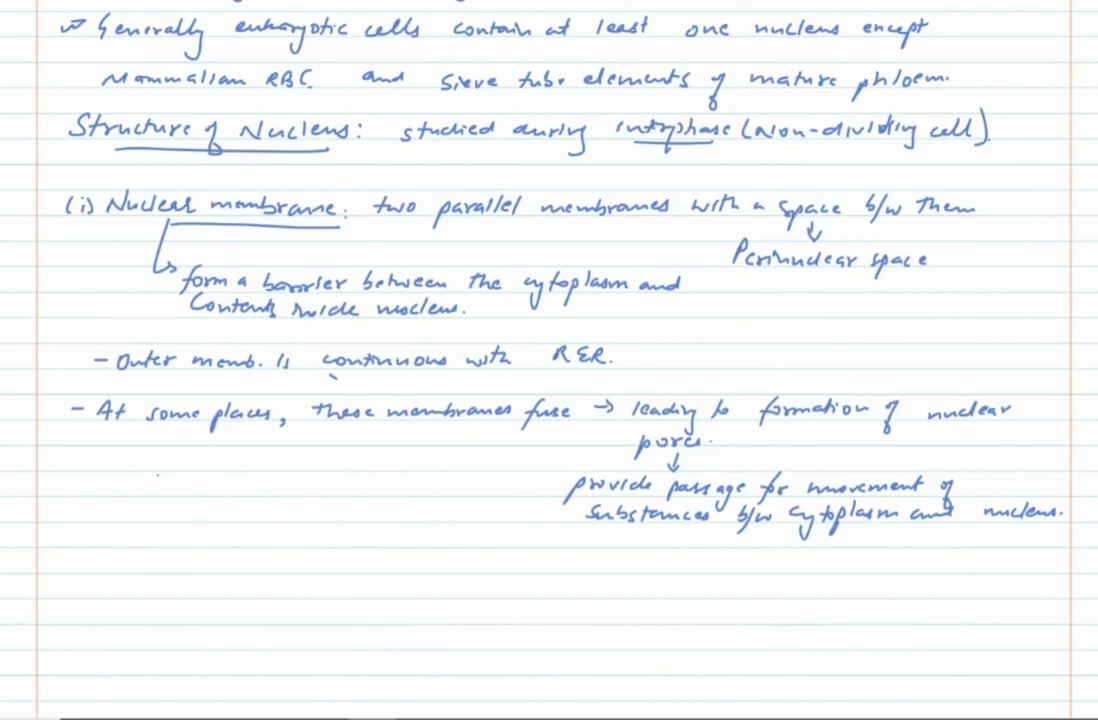 Generally eukaryotic cells contain at least one nucleus except
Mammalian RBC and Sieve tube elements of mature phloem.
Structure of Nucleus: studied during interphase (Non-dividing cell).
(i) Nuclear membrane: two parallel membranes with a space b/w them
Perinuclear space
form a barrier between the cytoplasm and
Contents inside nucleus.
- Outer memb. is continuous with RER.
- At some places, these membranes fuse → leading to formation of nuclear
pores.
provide passage for movement of
substances b/w cytoplasm and nucleus.